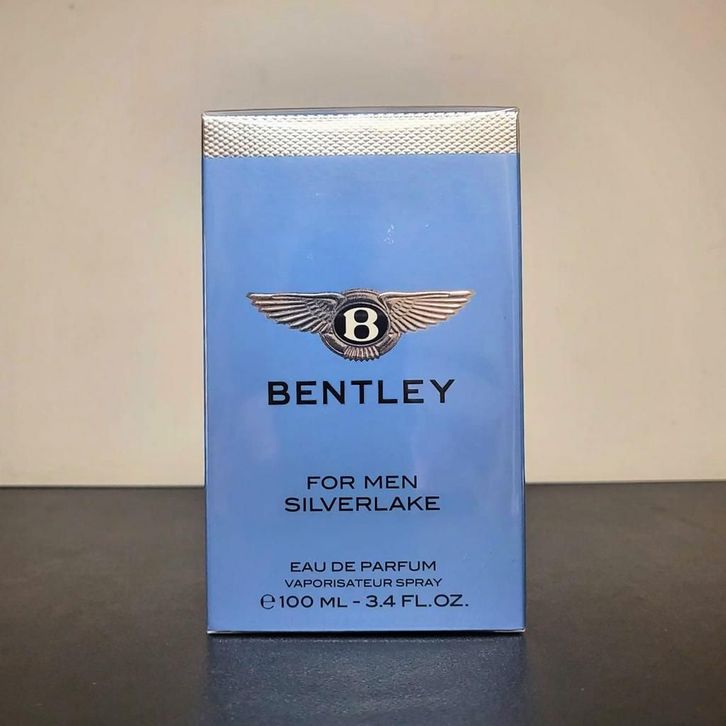 B
BENTLEY
FOR MEN
SILVERLAKE
EAU DE PARFUM
VAPORISATEUR SPRAY
℮100 ML - 3.4 FL.OZ.